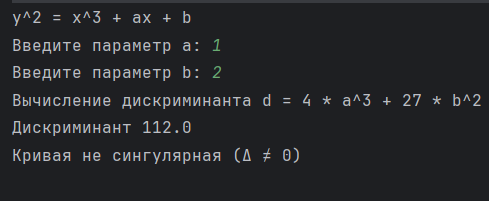 y^2 = x^3 + ax + b
Введите параметр a: 1
Введите параметр b: 2
Вычисление дискриминанта d = 4 * a^3 + 27 * b^2
Дискриминант 112.0
Кривая не сингулярная (Δ ≠ 0)